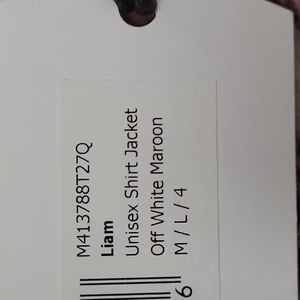 M413788T27Q
Liam
Unisex Shirt Jacket
Off White Maroon
M / L / 4
6